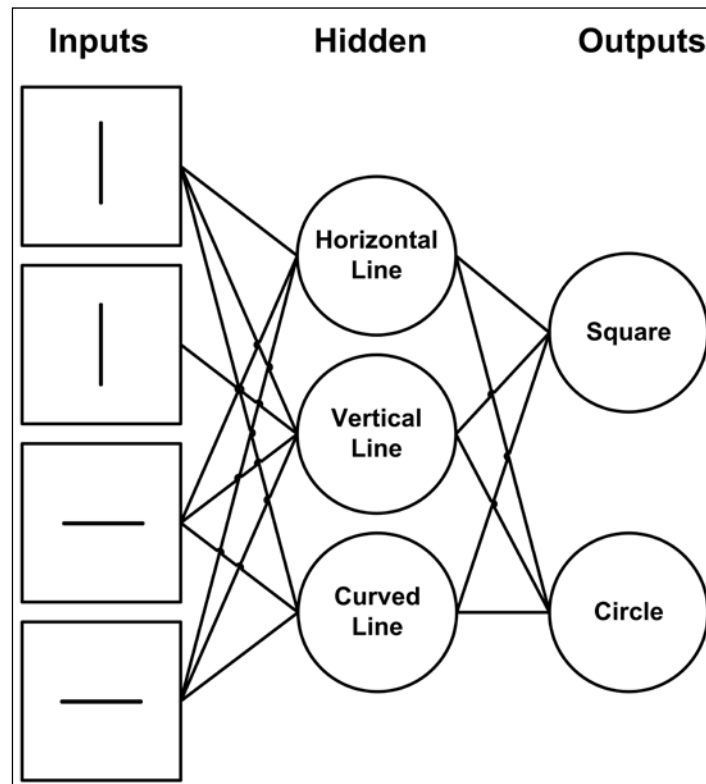 Inputs
Hidden
Outputs
Horizontal
Line
Vertical
Line
Curved
Line
Square
Circle